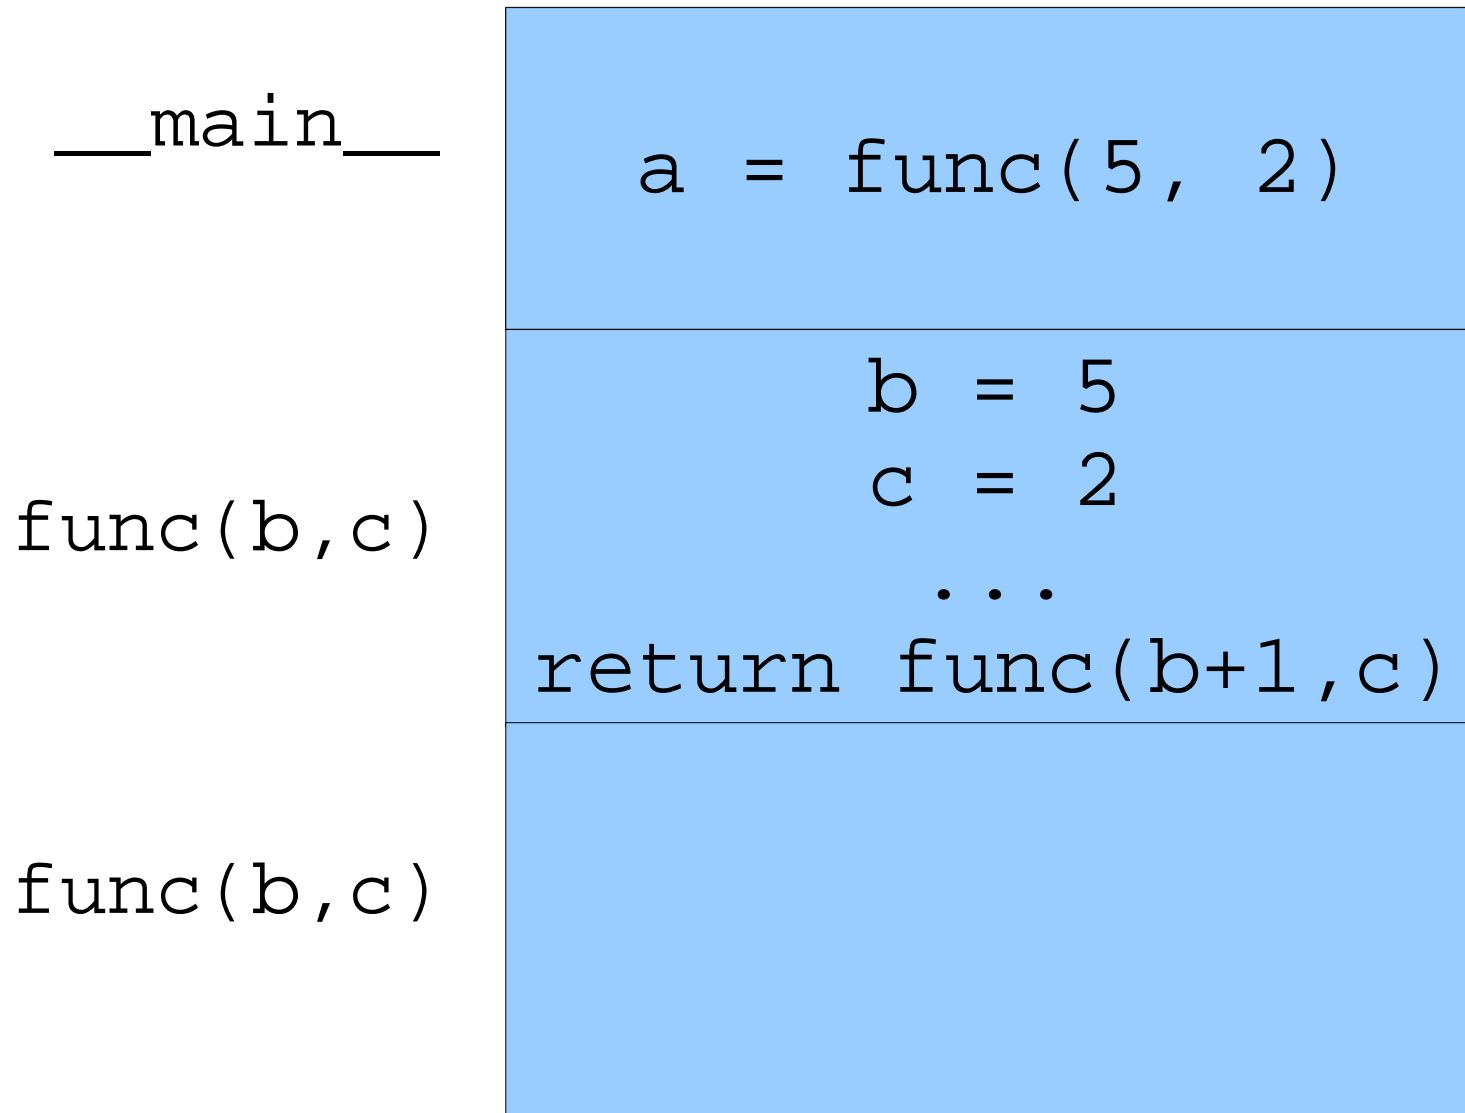 __main__
a = func(5, 2)
b = 5
c = 2
func(b,c)
...
return func(b+1,c)
func(b,c)